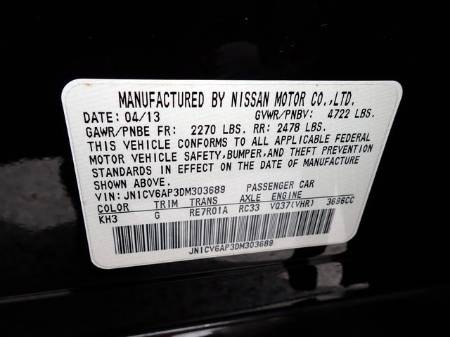 MANUFACTURED BY NISSAN MOTOR CO.,LTD.
DATE: 04/13 GVWR/PNBV: 4722 LBS.
GAWR/PNBE FR: 2270 LBS. RR: 2478 LBS.
THIS VEHICLE CONFORMS TO ALL APPLICABLE FEDERAL
MOTOR VEHICLE SAFETY, BUMPER, AND THEFT PREVENTION
STANDARDS IN EFFECT ON THE DATE OF MANUFACTURE
SHOWN ABOVE.
VIN: JN1CV6AP3DM303689 PASSENGER CAR
COLOR TRIM TRANS AXLE ENGINE
KH3 G RE7R01A RC33 VQ37(VHR) 3696CC
JN1CV6AP3DM303689